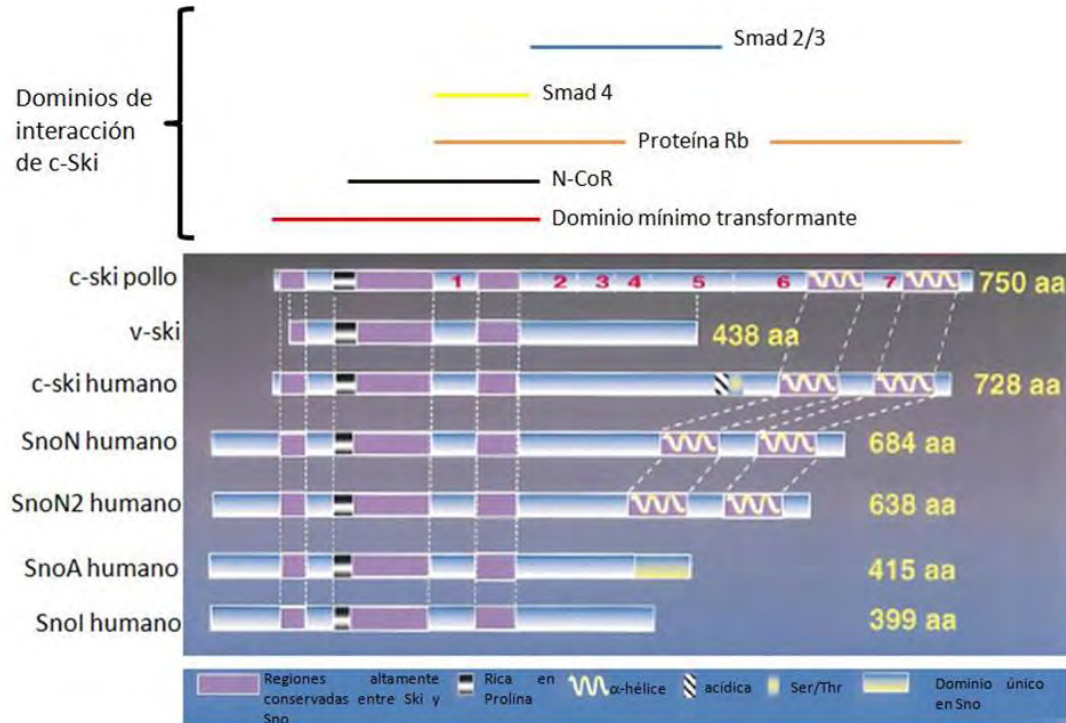 Smad 2/3
Smad 4
Dominios de
interacción
de c-Ski
Proteína Rb
N-CoR
Dominio mínimo transformante
c-ski pollo
1 2 3 4 5 6 7
750 aa
v-ski
438 aa
c-ski humano
728 aa
SnoN humano
684 aa
SnoN2 humano
638 aa
SnoA humano
415 aa
SnoI humano
399 aa
Regiones altamente
conservadas entre Ski y
Sno
Rica en
Prolina
α-hélice
acídica
Ser/Thr
Dominio único
en Sno